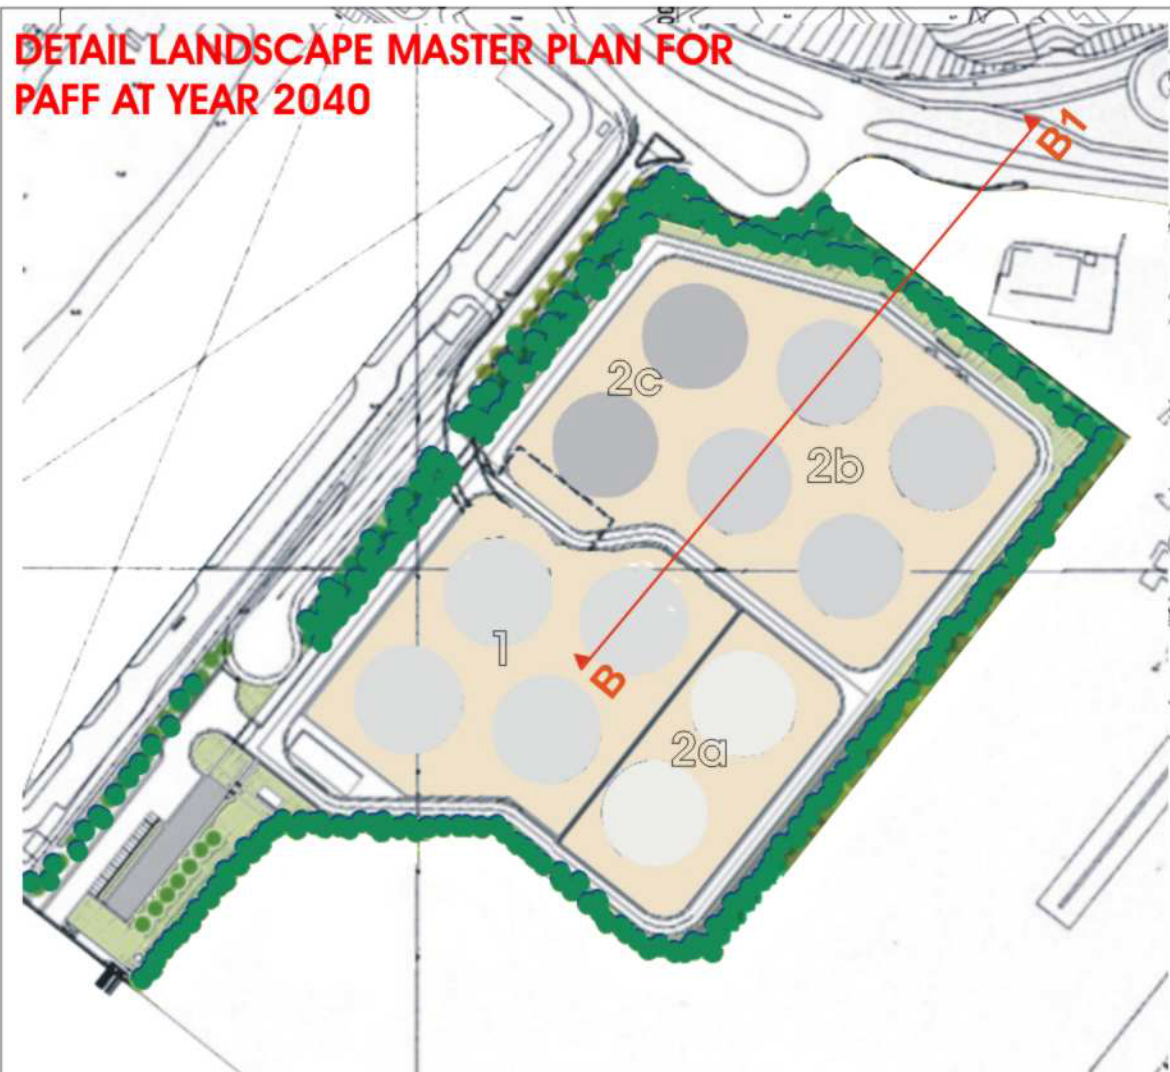 DETAIL LANDSCAPE MASTER PLAN FOR
PAFF AT YEAR 2040
B1
2c
2b
1
B
2a